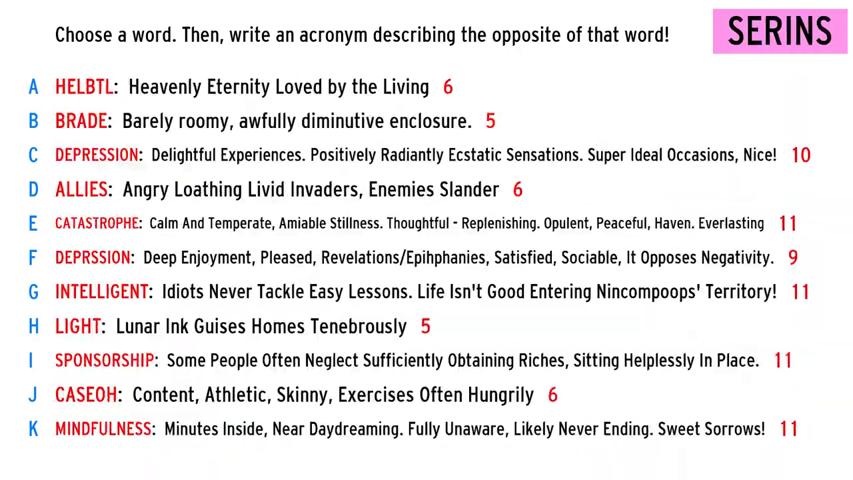 Choose a word. Then, write an acronym describing the opposite of that word!
SERINS
A HELBTL: Heavenly Eternity Loved by the Living 6
B BRADE: Barely roomy, awfully diminutive enclosure. 5
C DEPRESSION: Delightful Experiences. Positively Radiantly Ecstatic Sensations. Super Ideal Occasions, Nice! 10
D ALLIES: Angry Loathing Livid Invaders, Enemies Slander 6
E CATASTROPHE: Calm And Temperate, Amiable Stillness. Thoughtful - Replenishing. Opulent, Peaceful, Haven. Everlasting 11
F DEPRSSION: Deep Enjoyment, Pleased, Revelations/Epihphanies, Satisfied, Sociable, It Opposes Negativity. 9
G INTELLIGENT: Idiots Never Tackle Easy Lessons. Life Isn't Good Entering Nincompoops' Territory! 11
H LIGHT: Lunar Ink Guises Homes Tenebrously 5
I SPONSORSHIP: Some People Often Neglect Sufficiently Obtaining Riches, Sitting Helplessly In Place. 11
J CASEOH: Content, Athletic, Skinny, Exercises Often Hungrily 6
K MINDFULNESS: Minutes Inside, Near Daydreaming. Fully Unaware, Likely Never Ending. Sweet Sorrows! 11